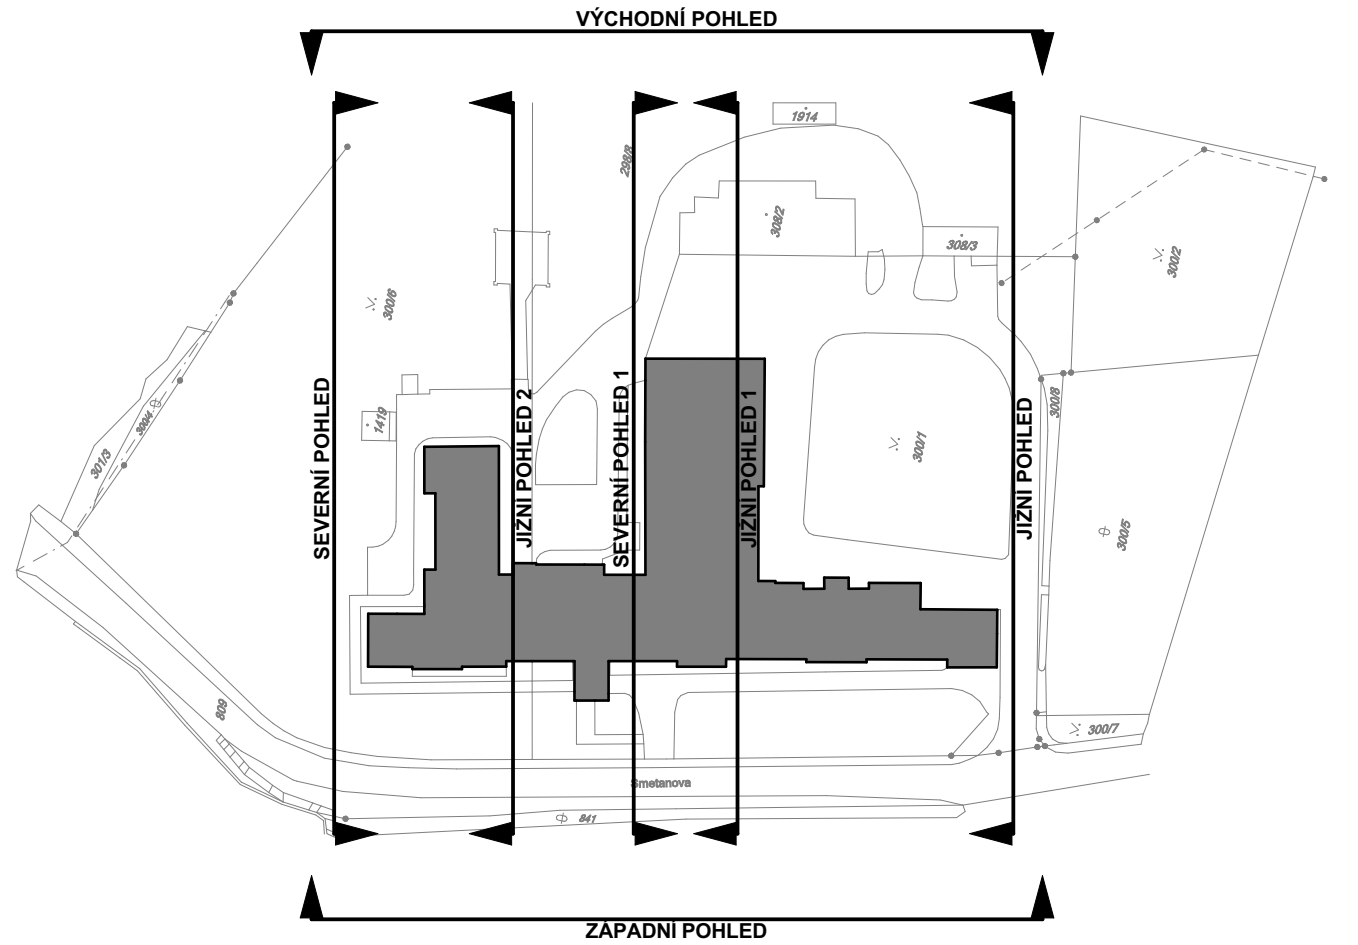 VÝCHODNÍ POHLED
1914
298/8
308/2
308/3
300/2
300/6
1419
300/4
301/3
300/1
300/8
300/5
SEVERNÍ POHLED
JIŽNÍ POHLED 2
SEVERNÍ POHLED 1
JIŽNÍ POHLED 1
JIŽNÍ POHLED
809
300/7
Smetanova
841
ZÁPADNÍ POHLED